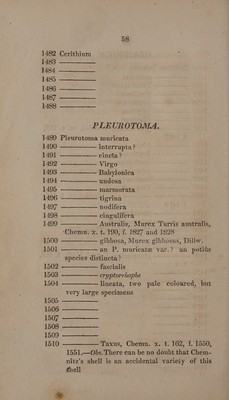 58
1482 Cerithium
1483 ————
1484 ————
1485 ————
1486 ————
1487 ————
1488 ————
PLEUROTOMA.
1489 Pleurotoma muricata
1490 ———— interrupta?
1491 ———— cincta?
1492 ———— Virgo
1493 ———— Babylonica
1494 ———— undosa
1495 ———— marmorata
1496 ———— tigrina
1497 ———— nodifera
1498 ———— cingulifera
1499 ———— Australis, Murex Turris australis,
Chemn. x. t. 190, f. 1827 and 1828
1500 ———— gibbosa, Murex gibbosus, Dillw.
1501 ———— an P. muricatæ var.? an potiùs
species distincta?
1502 ———— fascialis
1503 ———— cryptorrhaphe
1504 ———— lineata, two pale coloured, but
very large specimens
1505 ————
1506 ————
1507 ————
1508 ————
1509 ————
1510 ———— Taxus, Chemn. x. t. 162, f. 1550,
1551.—Obs. There can be no doubt that Chem-
nitz's shell is an accidental variety of this
shell